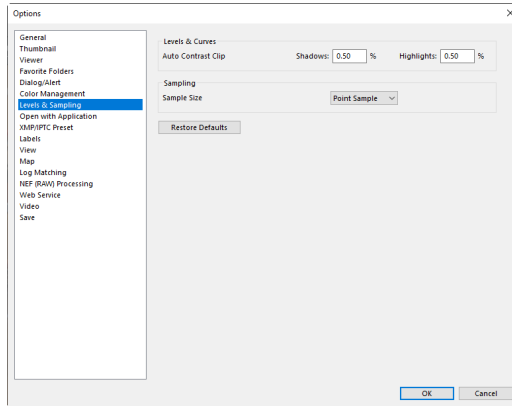 Options
General
Thumbnail
Viewer
Favorite Folders
Dialog/Alert
Color Management
Levels & Sampling
Open with Application
XMP/IPTC Preset
Labels
View
Map
Log Matching
NEF (RAW) Processing
Web Service
Video
Save
Levels & Curves
Auto Contrast Clip Shadows: 0.50 % Highlights: 0.50 %
Sampling
Sample Size Point Sample
Restore Defaults
OK Cancel